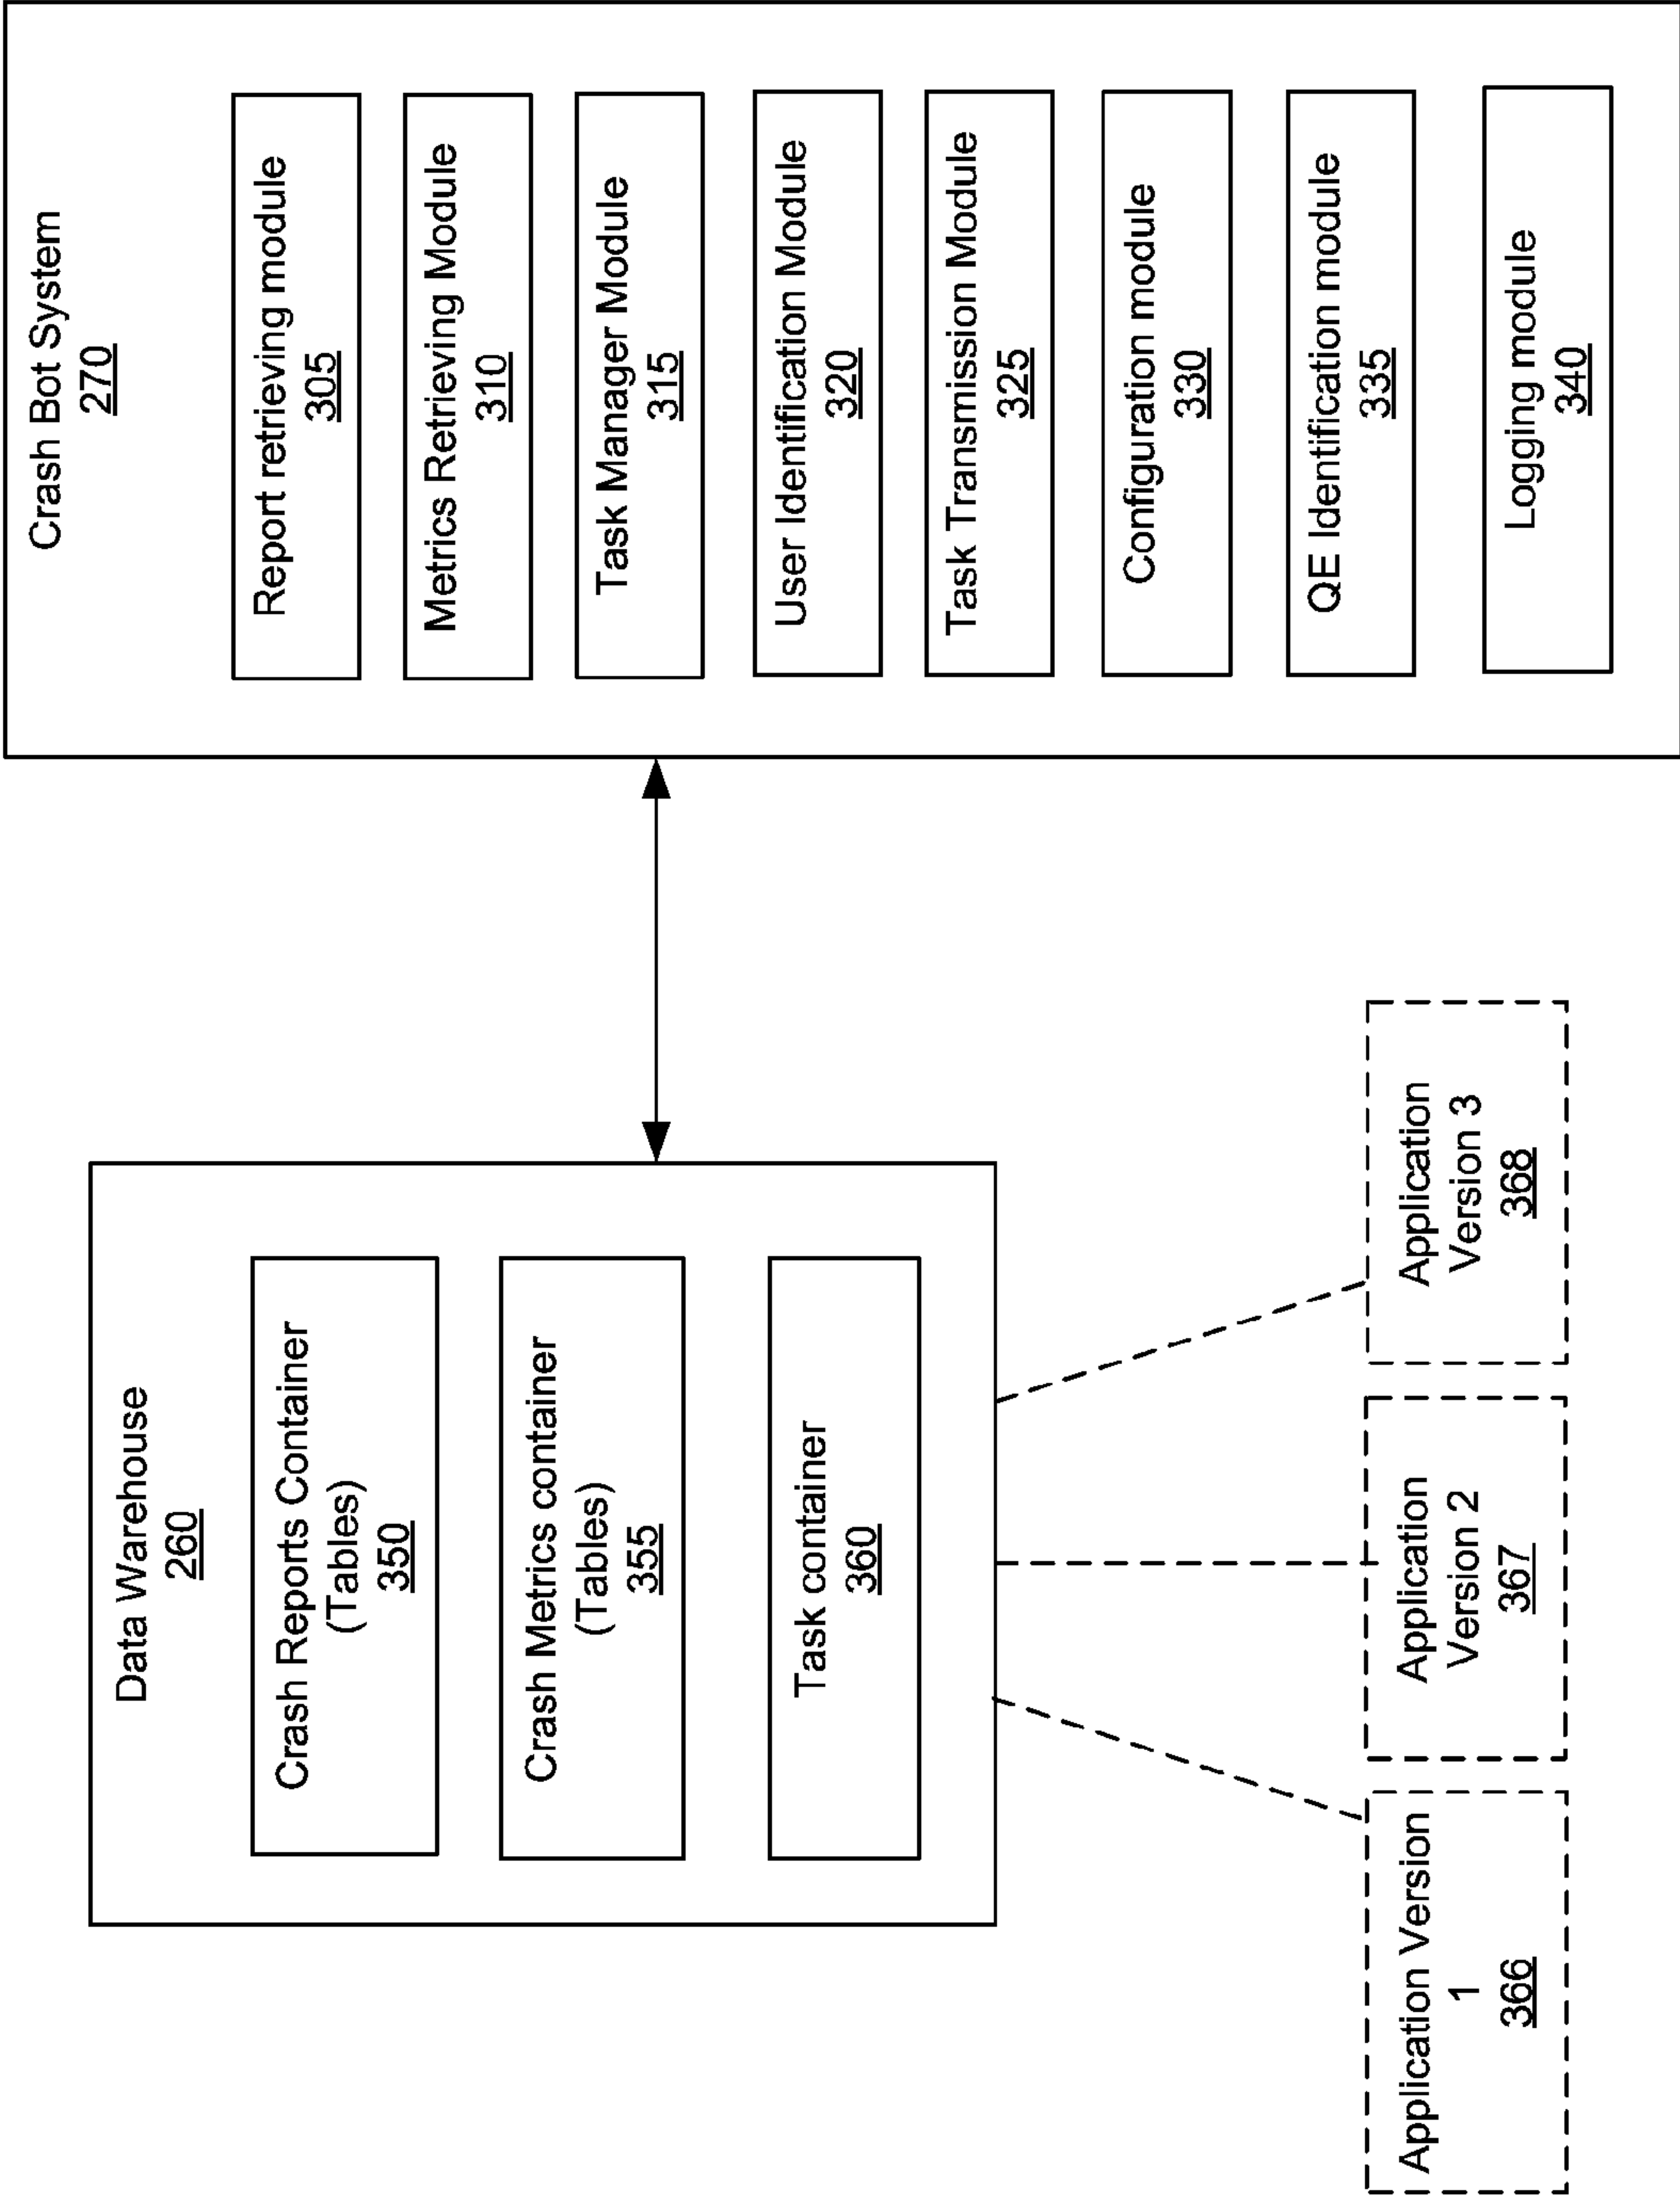 Data Warehouse
260
Crash Reports Container
(Tables)
350
Crash Metrics container
(Tables)
355
Task container
360
Application Version
1
366
Application
Version 2
367
Application
Version 3
368
Crash Bot System
270
Report retrieving module
305
Metrics Retrieving Module
310
Task Manager Module
315
User Identification Module
320
Task Transmission Module
325
Configuration module
330
QE Identification module
335
Logging module
340